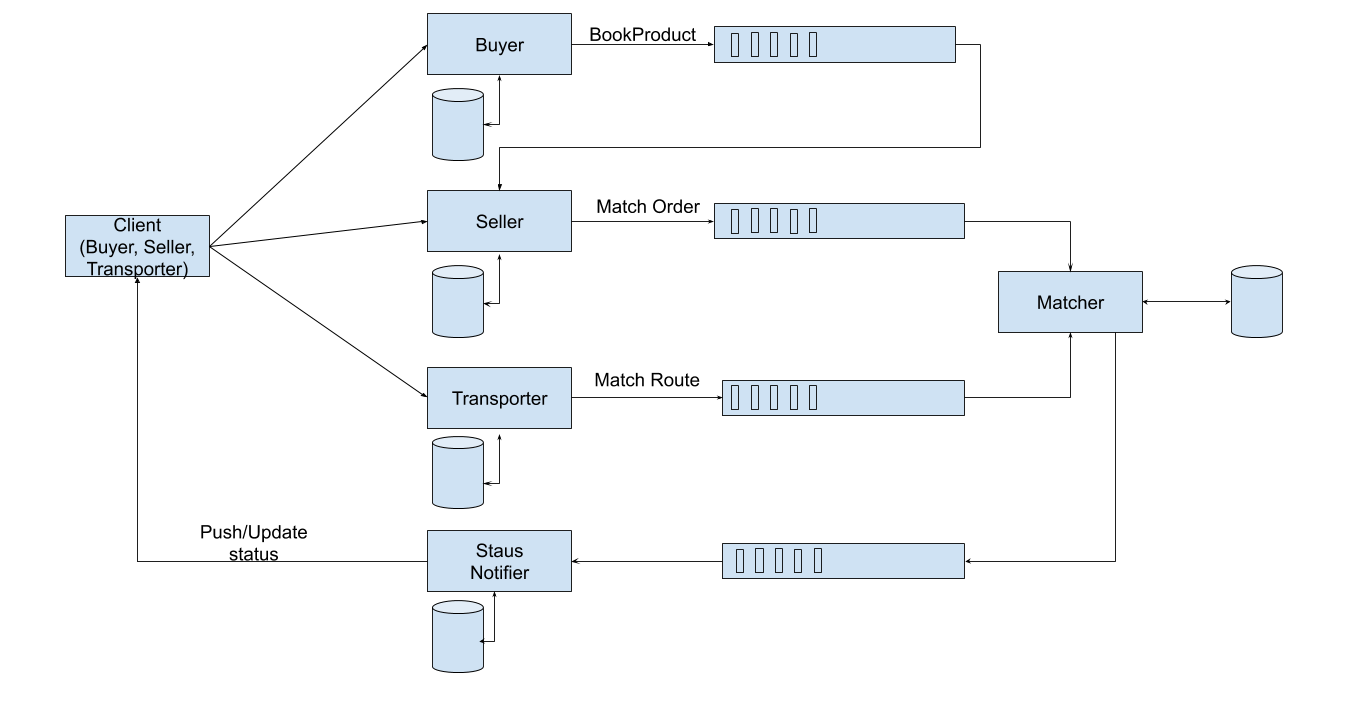 Buyer
BookProduct
Client
(Buyer, Seller,
Transporter)
Seller
Match Order
Matcher
Transporter
Match Route
Push/Update
status
Staus
Notifier